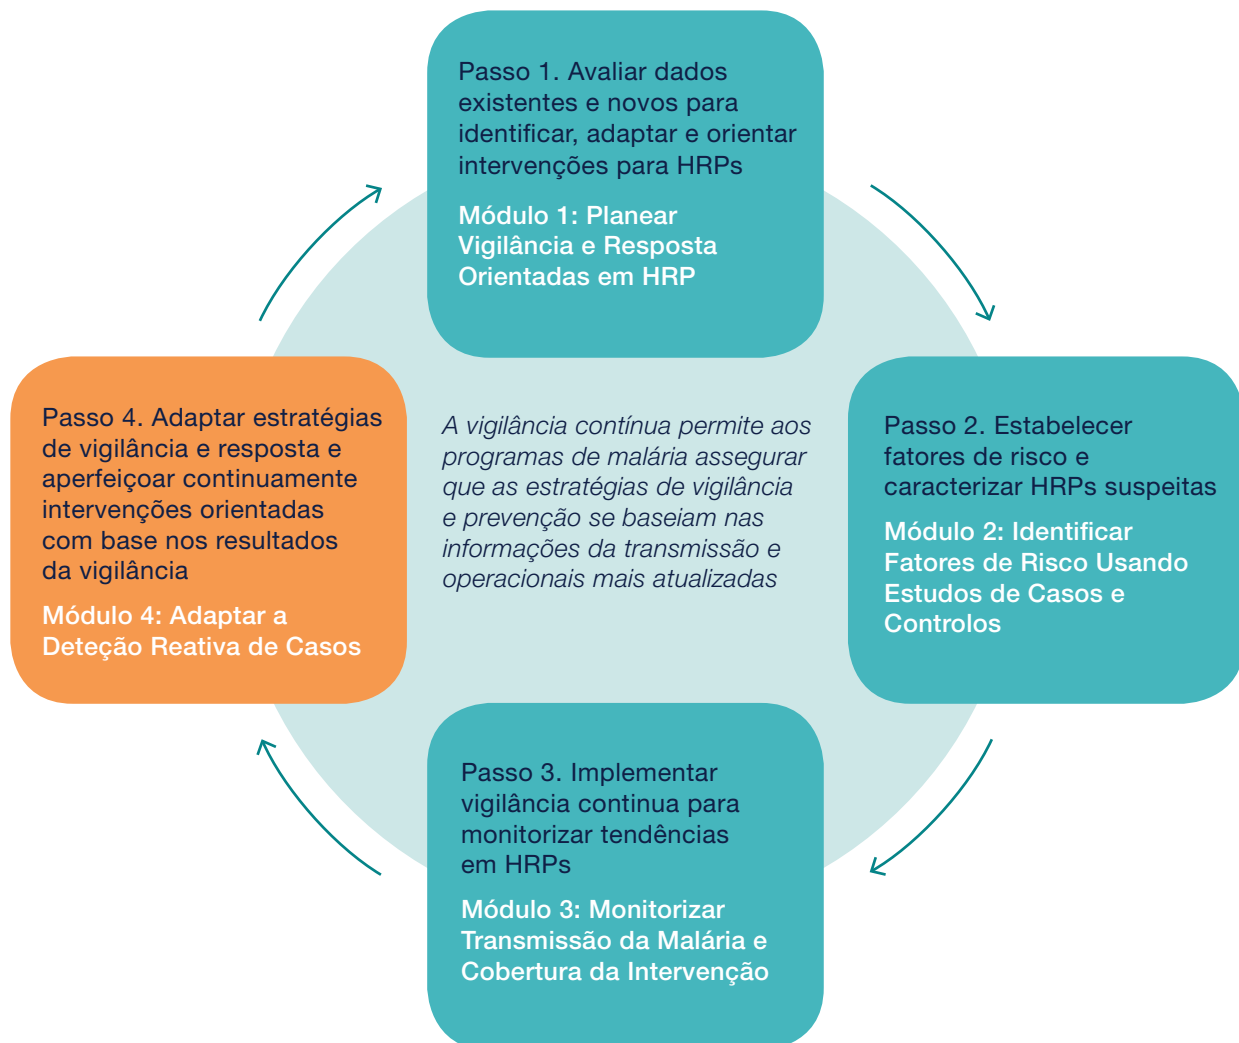 Passo 1. Avaliar dados
existentes e novos para
identificar, adaptar e orientar
intervenções para HRPs
Módulo 1: Planear
Vigilância e Resposta
Orientadas em HRP
Passo 4. Adaptar estratégias
de vigilância e resposta e
aperfeiçoar continuamente
intervenções orientadas
com base nos resultados
da vigilância
Módulo 4: Adaptar a
Deteção Reativa de Casos
A vigilância contínua permite aos
programas de malária assegurar
que as estratégias de vigilância
e prevenção se baseiam nas
informações da transmissão e
operacionais mais atualizadas
Passo 2. Estabelecer
fatores de risco e
caracterizar HRPs suspeitas
Módulo 2: Identificar
Fatores de Risco Usando
Estudos de Casos e
Controlos
Passo 3. Implementar
vigilância continua para
monitorizar tendências
em HRPs
Módulo 3: Monitorizar
Transmissão da Malária e
Cobertura da Intervenção